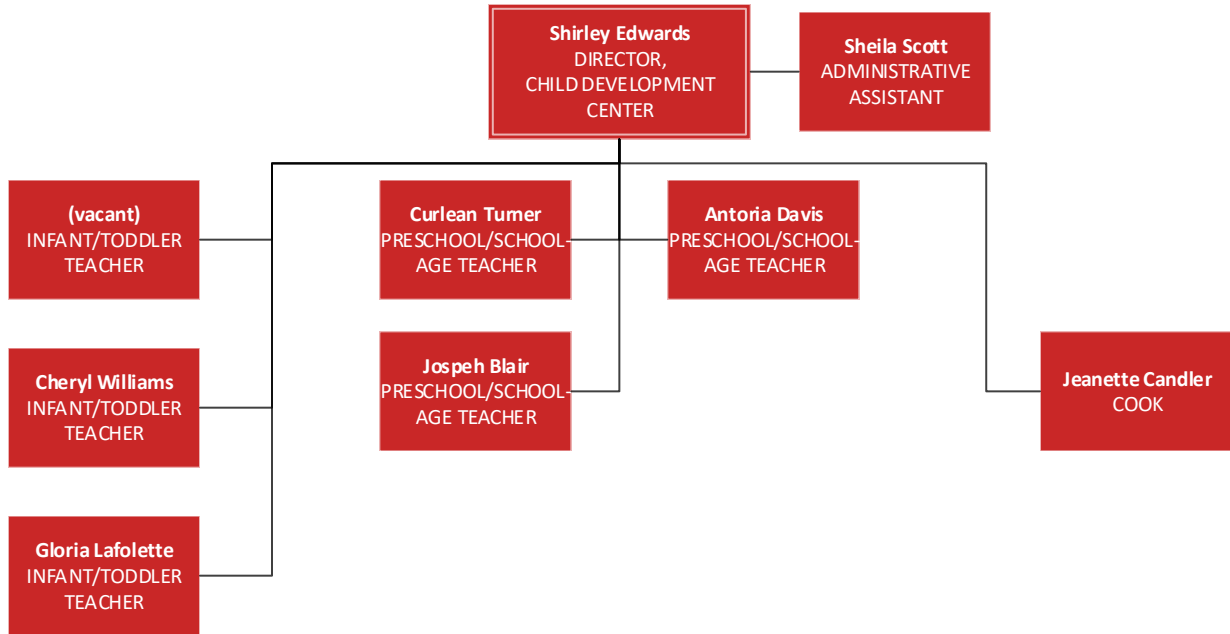 Shirley Edwards
DIRECTOR,
CHILD DEVELOPMENT
CENTER
Sheila Scott
ADMINISTRATIVE
ASSISTANT
(vacant)
INFANT/TODDLER
TEACHER
Curlean Turner
PRESCHOOL/SCHOOL-
AGE TEACHER
Antoria Davis
PRESCHOOL/SCHOOL-
AGE TEACHER
Cheryl Williams
INFANT/TODDLER
TEACHER
Jospeh Blair
PRESCHOOL/SCHOOL-
AGE TEACHER
Jeanette Candler
COOK
Gloria Lafolette
INFANT/TODDLER
TEACHER